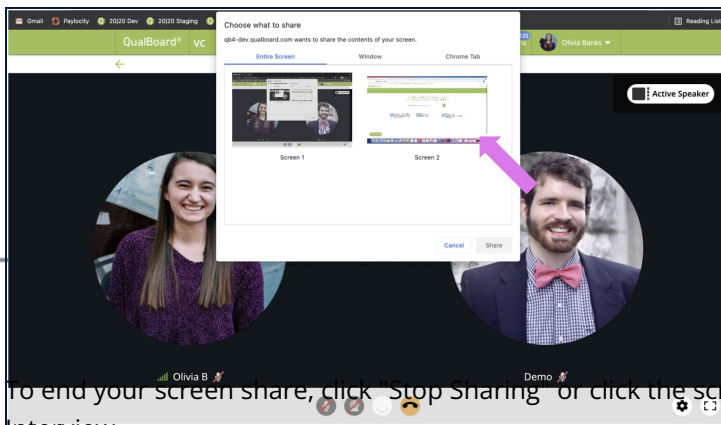 Gmail Paylocity 20|20 Dev 20|20 Staging
Reading List
Choose what to share
qb4-dev.qualboard.com wants to share the contents of your screen.
Entire Screen Window Chrome Tab
Screen 1 Screen 2
Cancel Share
QualBoard® VC
Olivia Banks
Active Speaker
Olivia B
Demo
To end your screen share, click "Stop Sharing" or click the